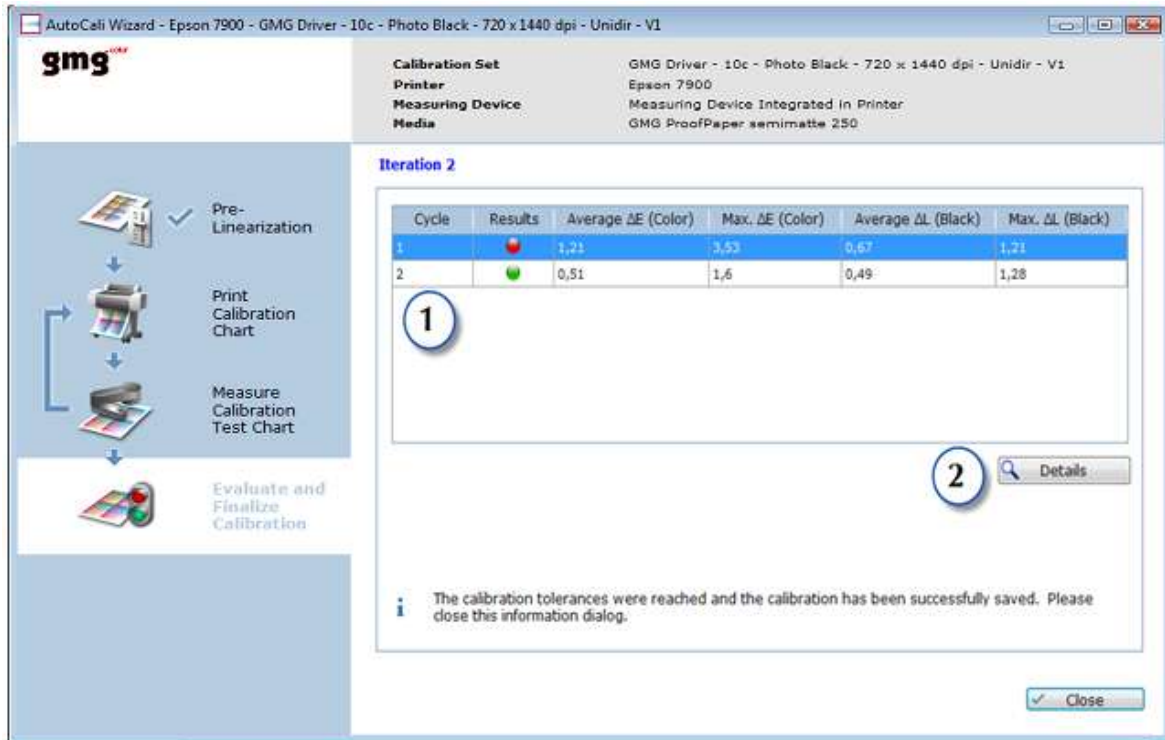 AutoCali Wizard - Epson 7900 - GMG Driver - 10c - Photo Black - 720 x 1440 dpi - Unidir - V1
gmg color
Calibration Set GMG Driver - 10c - Photo Black - 720 x 1440 dpi - Unidir - V1
Printer Epson 7900
Measuring Device Measuring Device Integrated in Printer
Media GMG ProofPaper semimatte 250
Pre-
Linearization
Print
Calibration
Chart
Measure
Calibration
Test Chart
Evaluate and
Finalize
Calibration
Iteration 2
Cycle Results Average ΔE (Color) Max. ΔE (Color) Average ΔL (Black) Max. ΔL (Black)
1 1,21 3,53 0,67 1,21
2 0,51 1,6 0,49 1,28
1
2
Details
i The calibration tolerances were reached and the calibration has been successfully saved. Please
close this information dialog.
Close